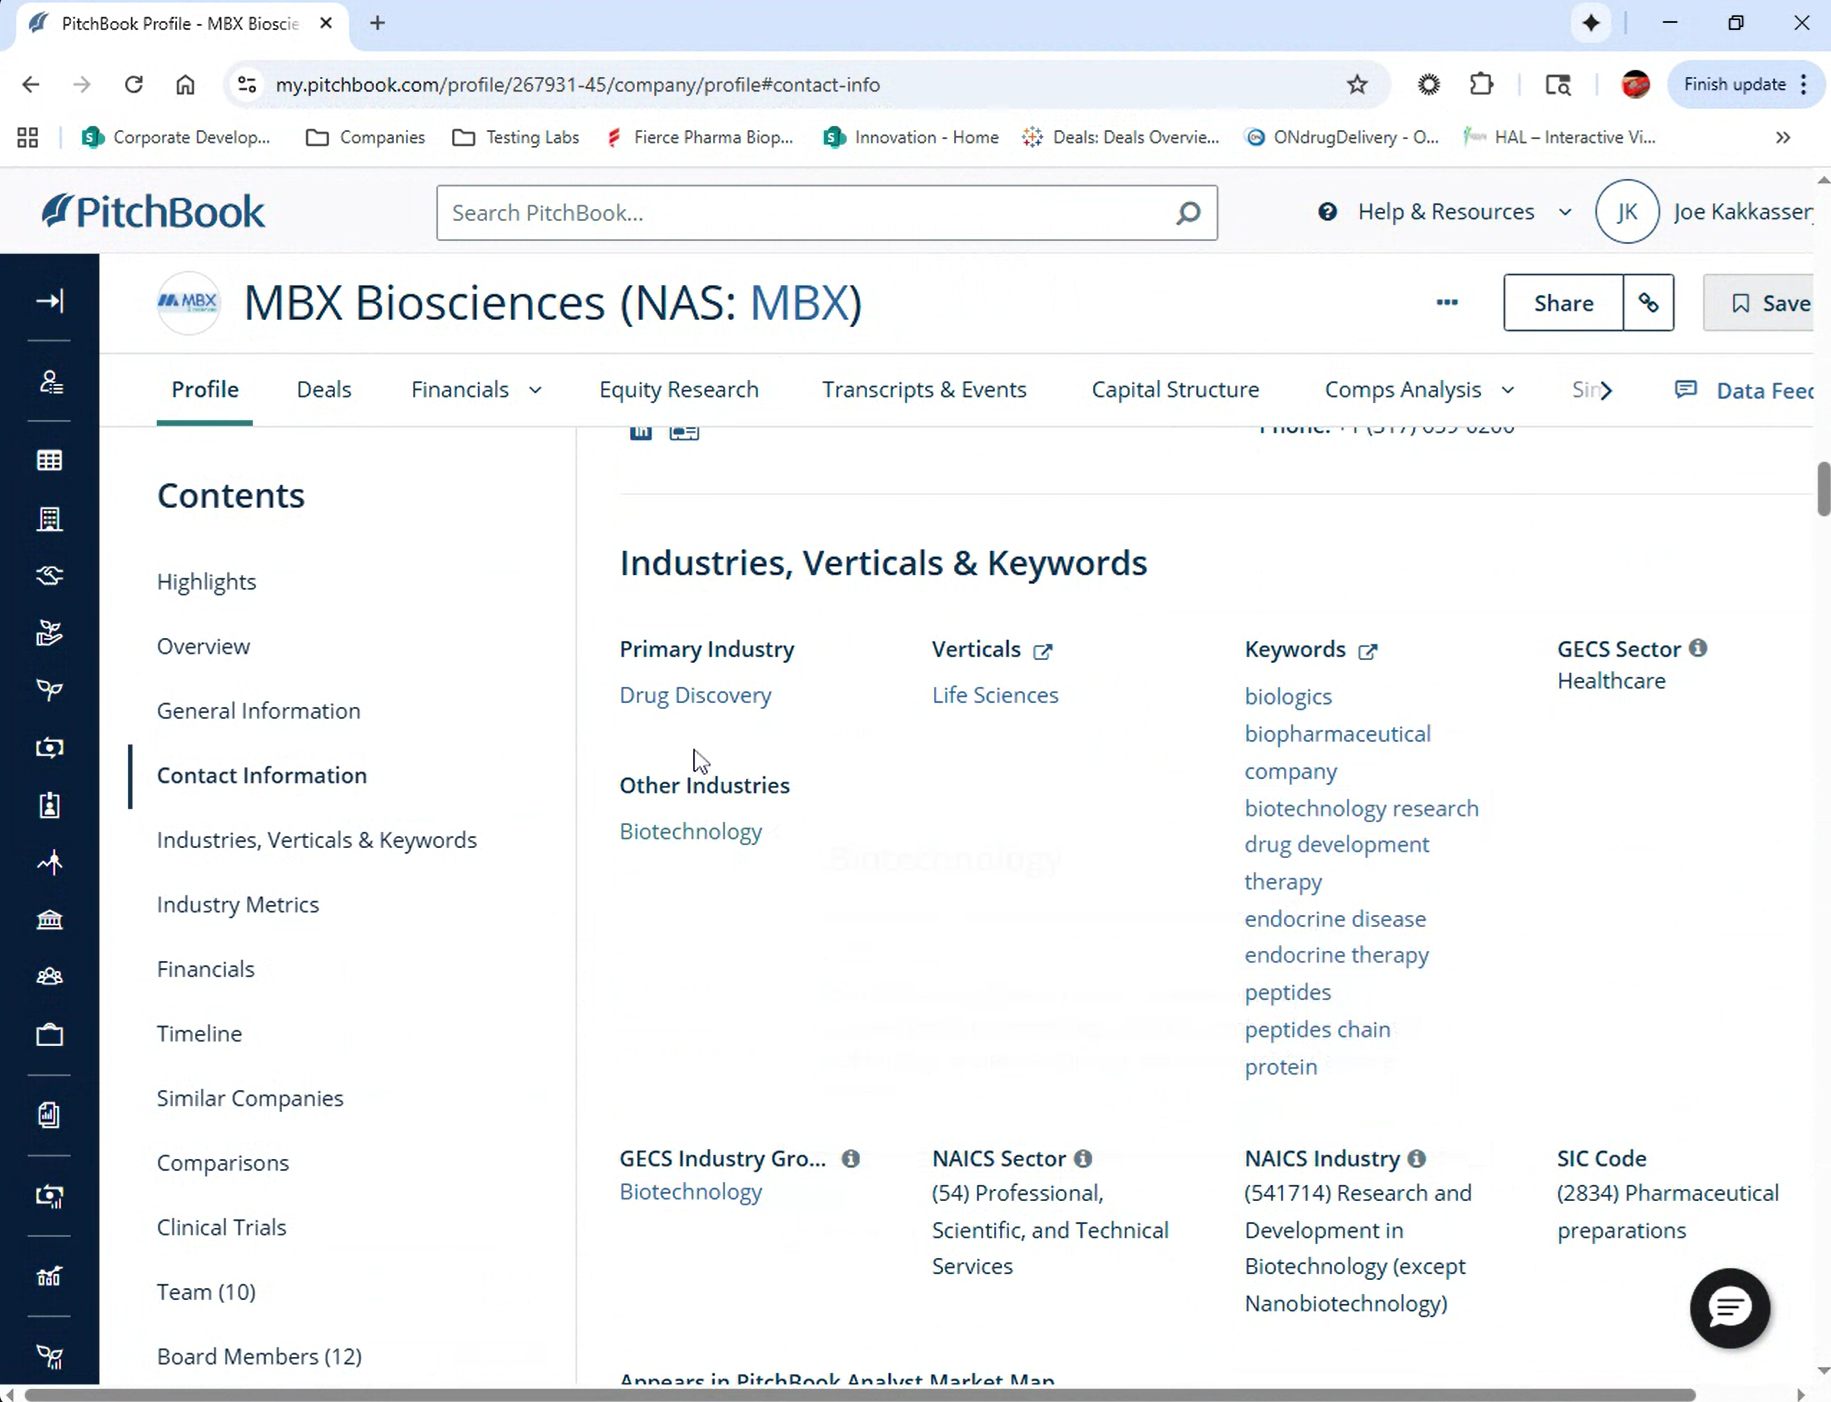 PitchBook Profile - MBX Bioscie
my.pitchbook.com/profile/267931-45/company/profile#contact-info
Finish update
Corporate Develop...
Companies
Testing Labs
Fierce Pharma Biop...
Innovation - Home
Deals: Deals Overvie...
ONdrugDelivery - O...
HAL – Interactive Vi...
PitchBook
Search PitchBook...
Help & Resources
JK
Joe Kakkasser
MBX
MBX Biosciences (NAS: MBX)
Share
Save
Profile
Deals
Financials
Equity Research
Transcripts & Events
Capital Structure
Comps Analysis
Sin
Data Feed
Phone: +1 (317) 659-0200
Contents
Highlights
Overview
General Information
Contact Information
Industries, Verticals & Keywords
Industry Metrics
Financials
Timeline
Similar Companies
Comparisons
Clinical Trials
Team (10)
Board Members (12)
Industries, Verticals & Keywords
Primary Industry
Drug Discovery
Other Industries
Biotechnology
Biotechnology
Verticals
Life Sciences
Keywords
biologics
biopharmaceutical
company
biotechnology research
drug development
therapy
endocrine disease
endocrine therapy
peptides
peptides chain
protein
GECS Sector
Healthcare
GECS Industry Gro...
Biotechnology
NAICS Sector
(54) Professional,
Scientific, and Technical
Services
NAICS Industry
(541714) Research and
Development in
Biotechnology (except
Nanobiotechnology)
SIC Code
(2834) Pharmaceutical
preparations
Appears in PitchBook Analyst Market Map